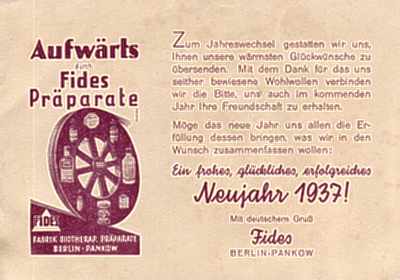 Aufwärts
durch
Fides
Präparate
FIDES
FABRIK BIOTHERAP. PRÄPARATE
BERLIN - PANKOW
Zum Jahreswechsel gestatten wir uns,
Ihnen unsere wärmsten Glückwünsche zu
übersenden. Mit dem Dank für das uns
seither bewiesene Wohlwollen verbinden
wir die Bitte, uns auch im kommenden
Jahr Ihre Freundschaft zu erhalten.
Möge das neue Jahr uns allen die Er-
füllung dessen bringen, was wir in den
Wunsch zusammenfassen wollen:
Ein frohes, glückliches, erfolgreiches
Neujahr 1937!
Mit deutschem Gruß
Fides
BERLIN-PANKOW